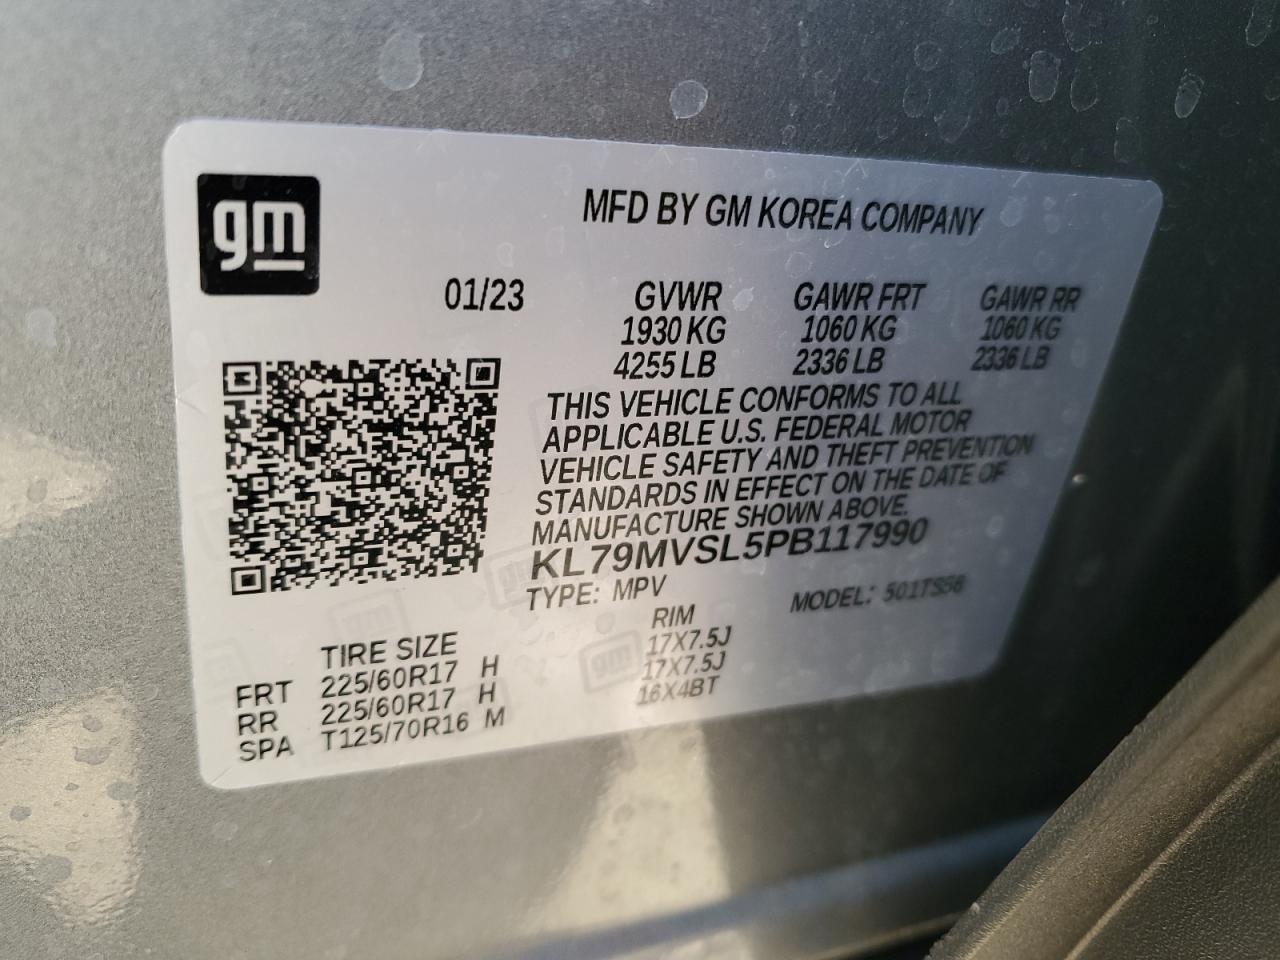 gm
MFD BY GM KOREA COMPANY
01/23 GVWR GAWR FRT GAWR RR
1930 KG 1060 KG 1060 KG
4255 LB 2336 LB 2336 LB
THIS VEHICLE CONFORMS TO ALL
APPLICABLE U.S. FEDERAL MOTOR
VEHICLE SAFETY AND THEFT PREVENTION
STANDARDS IN EFFECT ON THE DATE OF
MANUFACTURE SHOWN ABOVE.
KL79MVSL5PB117990
TYPE: MPV MODEL: 501TS56
TIRE SIZE RIM
FRT 225/60R17 H 17X7.5J
RR 225/60R17 H 17X7.5J
SPA T125/70R16 M 16X4BT
gm